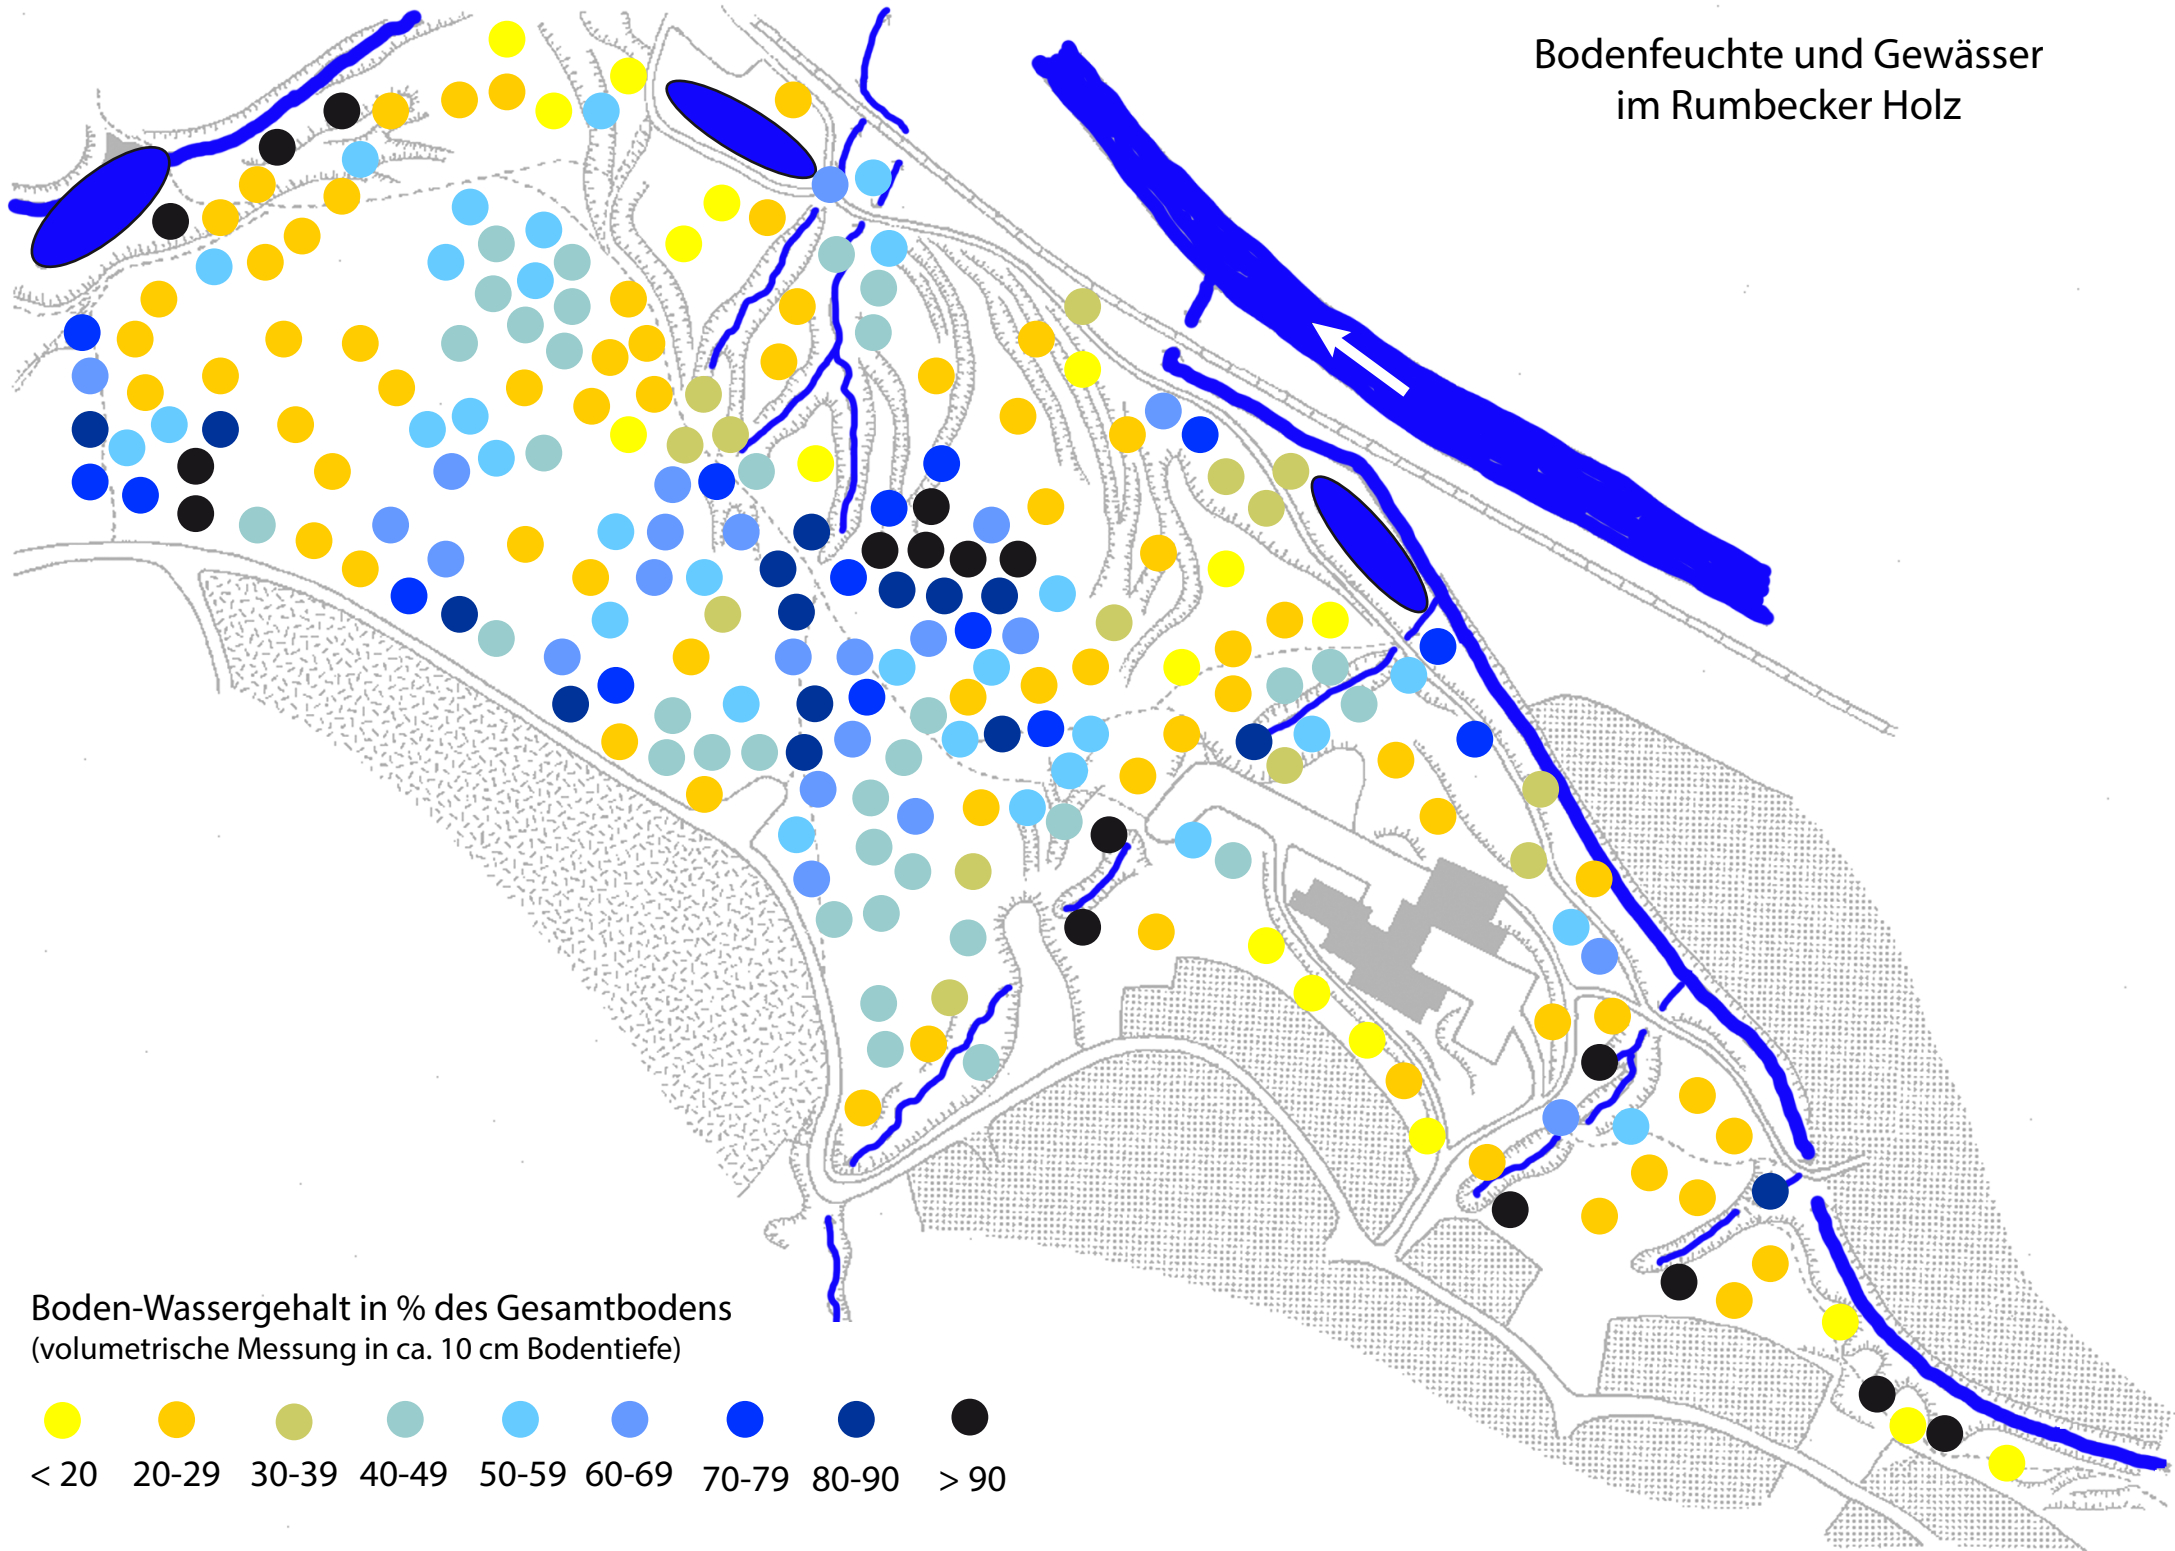 Bodenfeuchte und Gewässer
im Rumbecker Holz
Boden-Wassergehalt in % des Gesamtbodens
(volumetrische Messung in ca. 10 cm Bodentiefe)
< 20 20-29 30-39 40-49 50-59 60-69 70-79 80-90 > 90